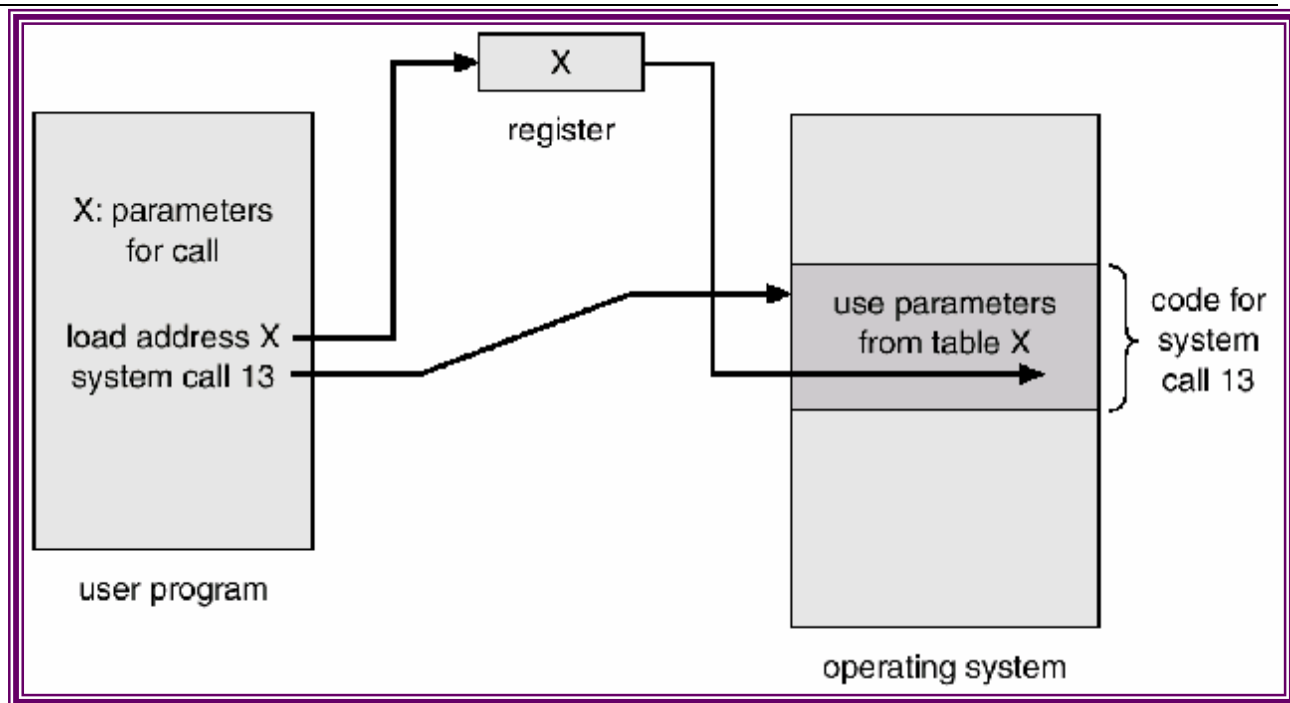 X
register
X: parameters
for call
load address X
system call 13
user program
use parameters
from table X
code for
system
call 13
operating system